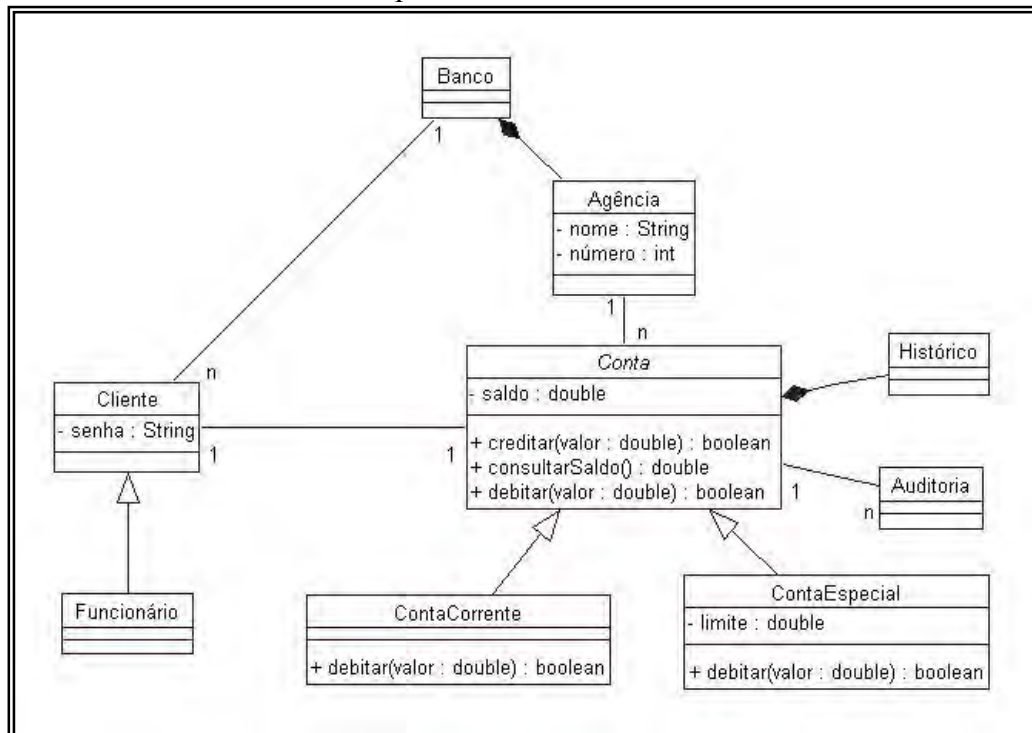 Banco
1
Agência
- nome : String
- número : int
1
n
n
Conta
- saldo : double
+ creditar(valor : double) : boolean
+ consultarSaldo() : double
+ debitar(valor : double) : boolean
Histórico
Cliente
- senha : String
1
1
1
n
Auditoria
Funcionário
ContaCorrente
+ debitar(valor : double) : boolean
ContaEspecial
- limite : double
+ debitar(valor : double) : boolean